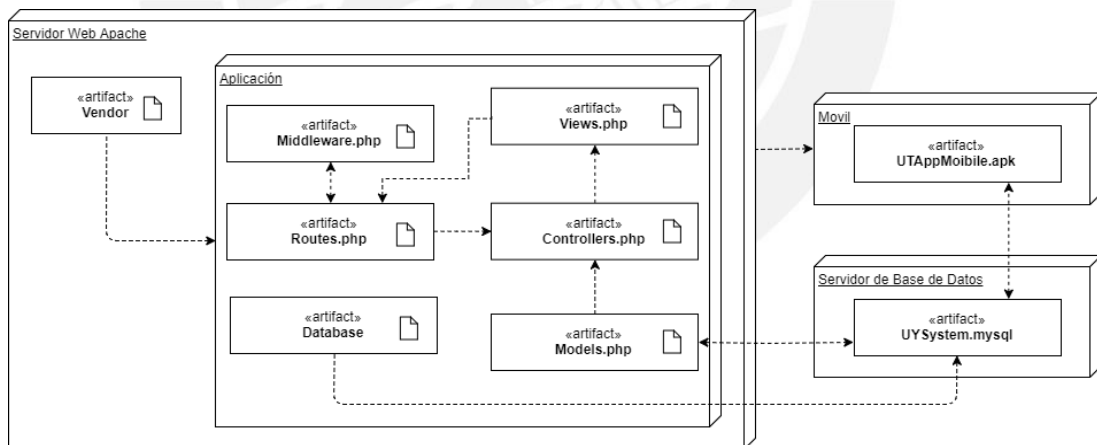 Servidor Web Apache
«artifact»
Vendor
Aplicación
«artifact»
Middleware.php
«artifact»
Views.php
«artifact»
Routes.php
«artifact»
Controllers.php
«artifact»
Database
«artifact»
Models.php
Movil
«artifact»
UTAppMoibile.apk
Servidor de Base de Datos
«artifact»
UYSystem.mysql